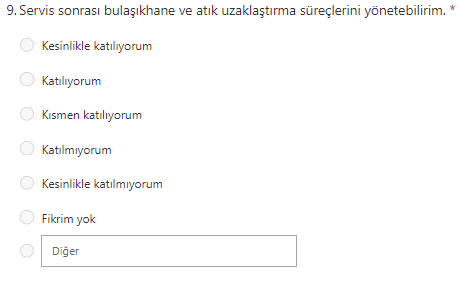 9. Servis sonrası bulaşıkhane ve atık uzaklaştırma süreçlerini yönetebilirim. *
Kesinlikle katılıyorum
Katılıyorum
Kısmen katılıyorum
Katılmıyorum
Kesinlikle katılmıyorum
Fikrim yok
Diğer